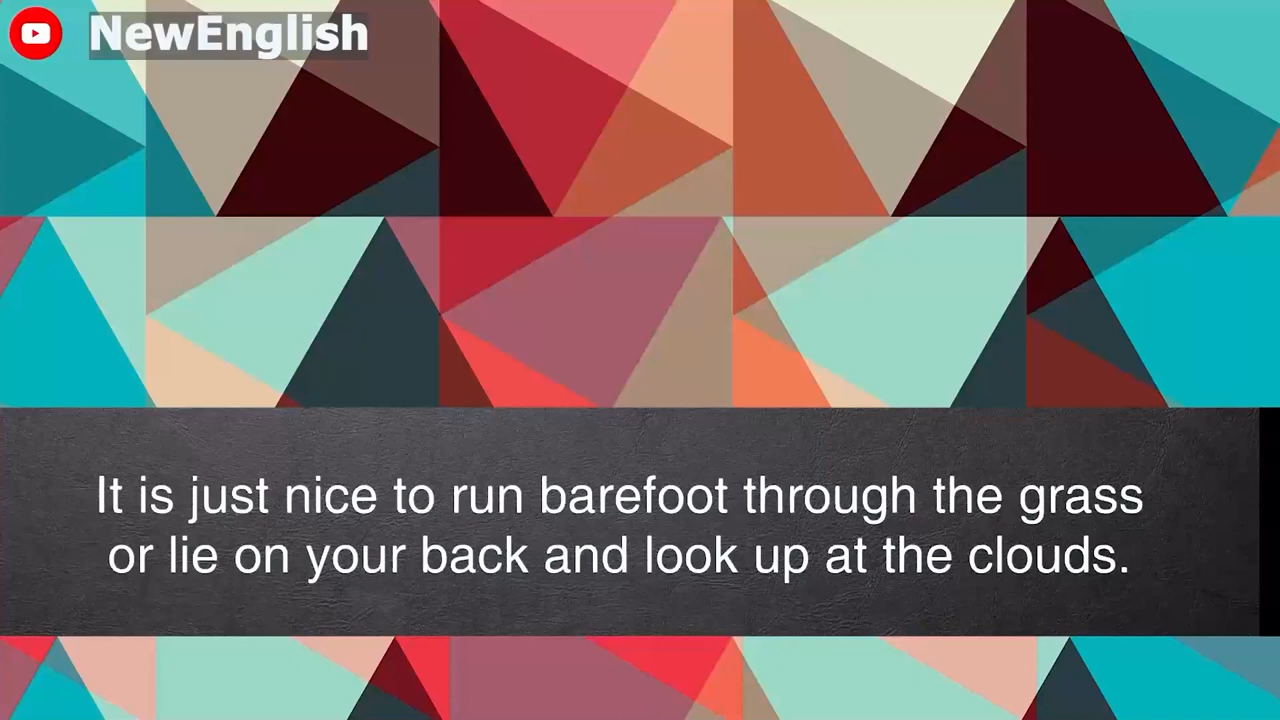 NewEnglish
It is just nice to run barefoot through the grass
or lie on your back and look up at the clouds.